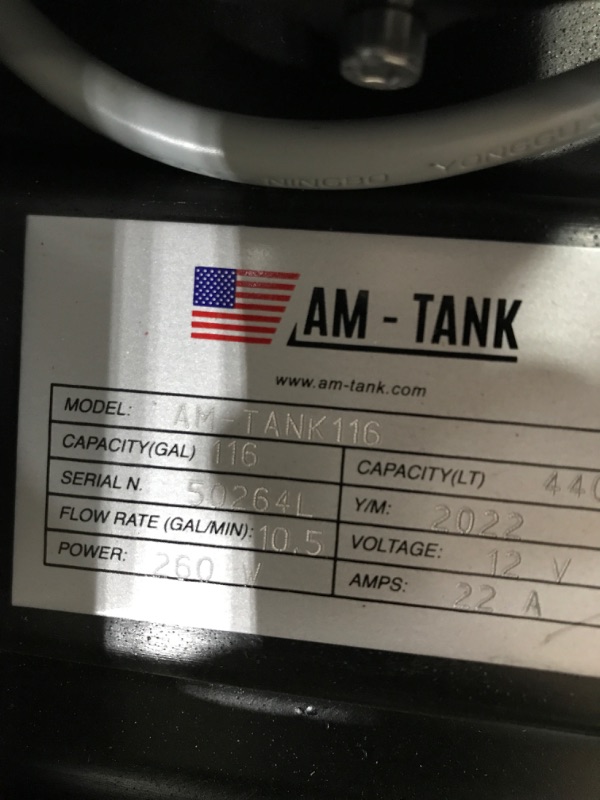 DEGNIN
AM - TANK
www.am-tank.com
MODEL: AM-TANK116
CAPACITY(GAL) 116 CAPACITY(LT) 440
SERIAL N. 50264L Y/M: 2022
FLOW RATE (GAL/MIN): 10.5 VOLTAGE: 12 V
POWER: 260 V AMPS: 22 A